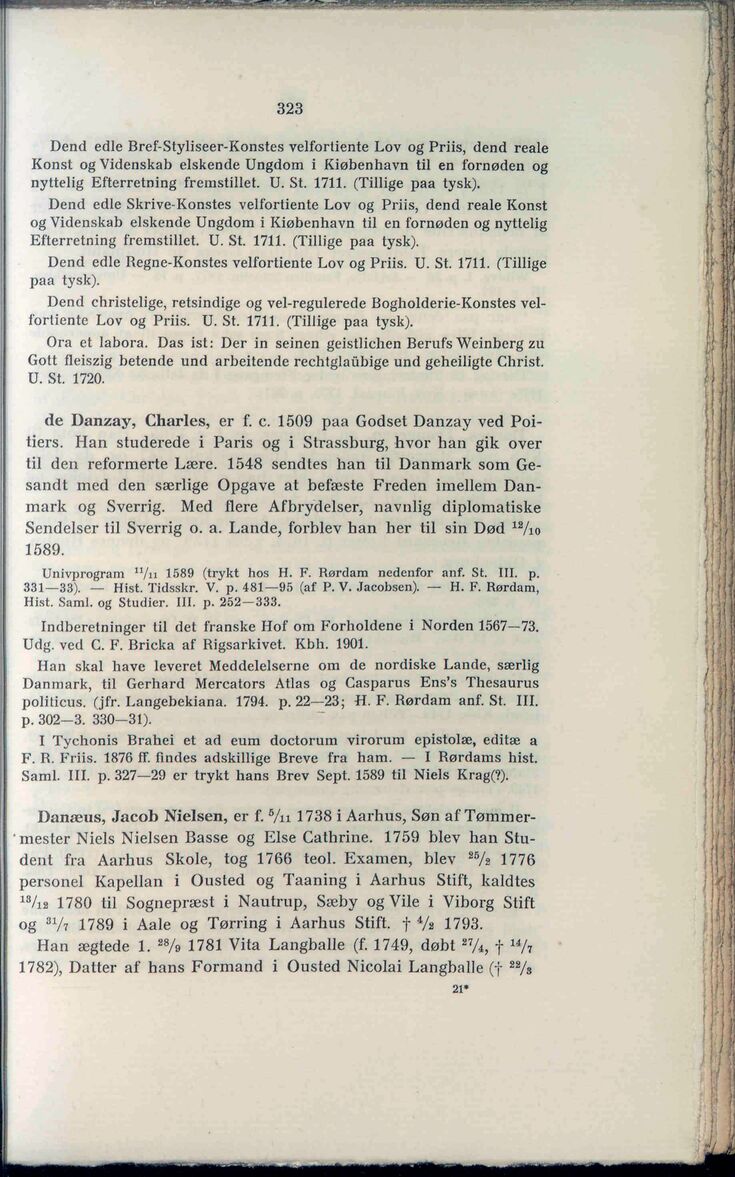 323
Dend edle Bref-Styliseer-Konstes velfortiente Lov og Priis, dend reale
Konst og Videnskab elskende Ungdom i Kiøbenhavn til en fornøden og
nyttelig Efterretning fremstillet. U. St. 1711. (Tillige paa tysk).
Dend edle Skrive-Konstes velfortiente Lov og Priis, dend reale Konst
og Videnskab elskende Ungdom i Kiøbenhavn til en fornøden og nyttelig
Efterretning fremstillet. U. St. 1711. (Tillige paa tysk).
Dend edle Regne-Konstes velfortiente Lov og Priis. U. St. 1711. (Tillige
paa tysk).
Dend christelige, retsindige og vel-regulerede Bogholderie-Konstes vel-
fortiente Lov og Priis. U. St. 1711. (Tillige paa tysk).
Ora et labora. Das ist: Der in seinen geistlichen Berufs Weinberg zu
Gott fleiszig betende und arbeitende rechtglaübige und geheiligte Christ.
U. St. 1720.
de Danzay, Charles, er f. c. 1509 paa Godset Danzay ved Poi-
tiers. Han studerede i Paris og i Strassburg, hvor han gik over
til den reformerte Lære. 1548 sendtes han til Danmark som Ge-
sandt med den særlige Opgave at befæste Freden imellem Dan-
mark og Sverrig. Med flere Afbrydelser, navnlig diplomatiske
Sendelser til Sverrig o. a. Lande, forblev han her til sin Død ¹²/₁₀
1589.
Univprogram ¹¹/₁₁ 1589 (trykt hos H. F. Rørdam nedenfor anf. St. III. p.
331—33). — Hist. Tidsskr. V. p. 481—95 (af P. V. Jacobsen). — H. F. Rørdam,
Hist. Saml. og Studier. III. p. 252—333.
Indberetninger til det franske Hof om Forholdene i Norden 1567—73.
Udg. ved C. F. Bricka af Rigsarkivet. Kbh. 1901.
Han skal have leveret Meddelelserne om de nordiske Lande, særlig
Danmark, til Gerhard Mercators Atlas og Casparus Ens's Thesaurus
politicus. (jfr. Langebekiana. 1794. p. 22—23; H. F. Rørdam anf. St. III.
p. 302—3. 330—31).
I Tychonis Brahei et ad eum doctorum virorum epistolæ, editæ a
F. R. Friis. 1876 ff. findes adskillige Breve fra ham. — I Rørdams hist.
Saml. III. p. 327—29 er trykt hans Brev Sept. 1589 til Niels Krag(?).
Danæus, Jacob Nielsen, er f. ⁵/₁₁ 1738 i Aarhus, Søn af Tømmer-
mester Niels Nielsen Basse og Else Cathrine. 1759 blev han Stu-
dent fra Aarhus Skole, tog 1766 teol. Examen, blev ²⁵/₂ 1776
personel Kapellan i Ousted og Taaning i Aarhus Stift, kaldtes
¹³/₁₂ 1780 til Sognepræst i Nautrup, Sæby og Vile i Viborg Stift
og ³¹/₇ 1789 i Aale og Tørring i Aarhus Stift. † ⁴/₂ 1793.
Han ægtede 1. ²⁸/₉ 1781 Vita Langballe (f. 1749, døbt ²⁷/₄, † ¹⁴/₇
1782), Datter af hans Formand i Ousted Nicolai Langballe († ²²/₃
21*